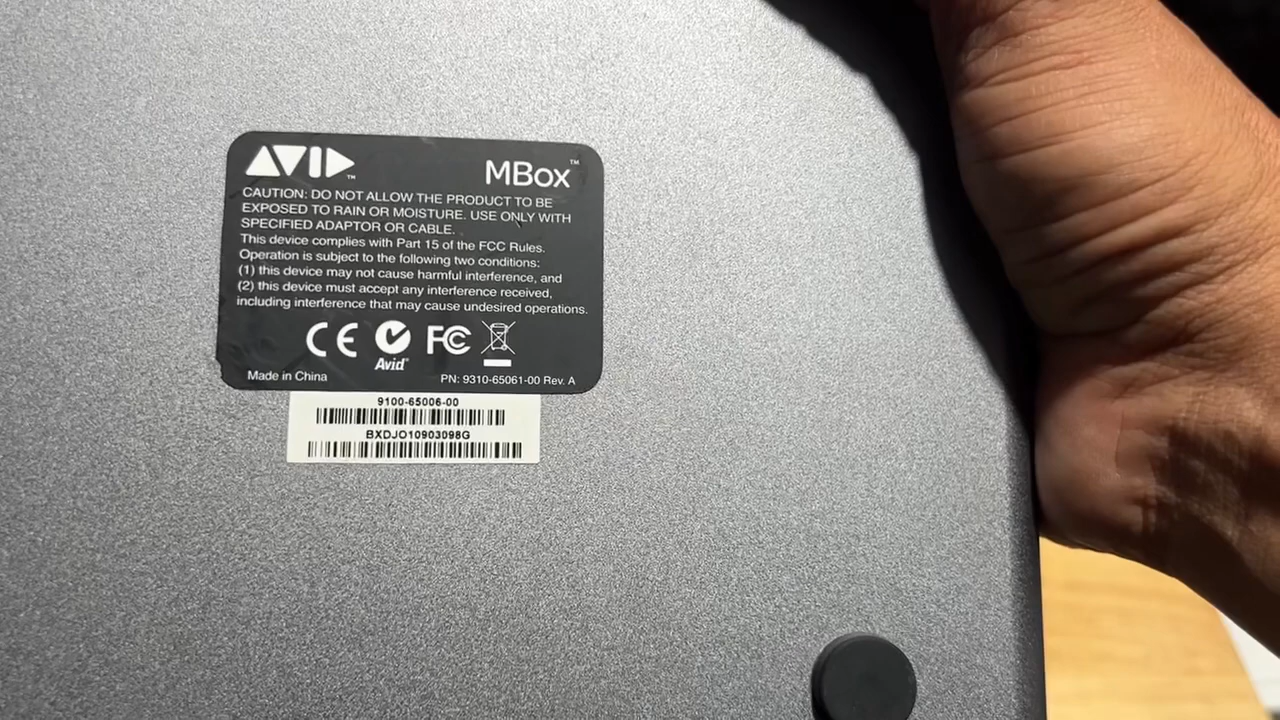 AVID™ MBox™
CAUTION: DO NOT ALLOW THE PRODUCT TO BE
EXPOSED TO RAIN OR MOISTURE. USE ONLY WITH
SPECIFIED ADAPTOR OR CABLE.
This device complies with Part 15 of the FCC Rules.
Operation is subject to the following two conditions:
(1) this device may not cause harmful interference, and
(2) this device must accept any interference received,
including interference that may cause undesired operations.
CE FC
Avid®
Made in China PN: 9310-65061-00 Rev. A
9100-65006-00
BXDJO10903098G